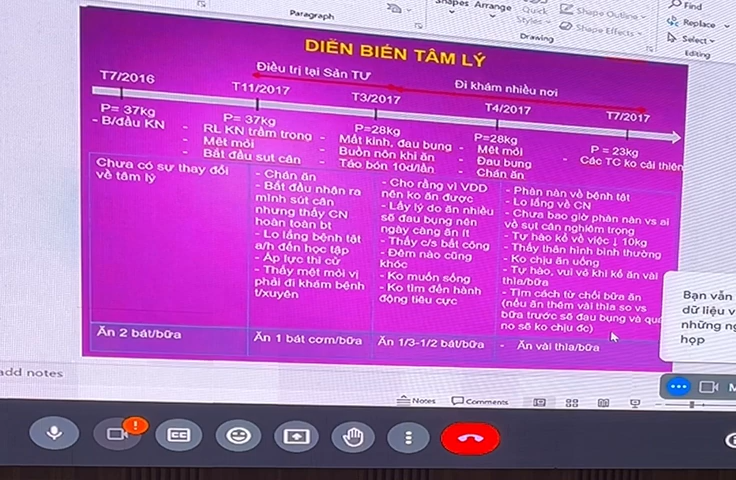 Paragraph
Shapes
Arrange
Quick
Styles
Shape Outline
Shape Effects
Drawing
Find
Replace
Select
Editing
DIỄN BIẾN TÂM LÝ
Điều trị tại Sản TƯ
Đi khám nhiều nơi
T7/2016
T11/2017
T3/2017
T4/2017
T7/2017
P= 37kg
- B/đầu KN
P= 37kg
- RL KN trầm trọng
- Mệt mỏi
- Bắt đầu sụt cân
P=28kg
- Mất kinh, đau bụng
- Buồn nôn khi ăn
- Táo bón 10d/lần
P=28kg
- Mệt mỏi
- Đau bụng
- Chán ăn
P = 23kg
- Các TC ko cải thiện
Chưa có sự thay đổi
về tâm lý
- Chán ăn
- Bắt đầu nhận ra
mình sút cân
nhưng thấy CN
hoàn toàn bt
- Lo lắng bệnh tật
a/h đến học tập
- Áp lực thi cử
- Thấy mệt mỏi vị
phải đi khám bệnh
t/xuyên
- Cho rằng vì VDD
nên ko ăn được
- Lấy lý do ăn nhiều
sẽ đau bụng nên
ngày càng ăn ít
- Thấy c/s bất công
- Đêm nào cũng
khóc
- Ko muốn sống
- Ko tìm đến hành
động tiêu cực
- Phàn nàn về bệnh tật
- Lo lắng về CN
- Chưa bao giờ phàn nàn vs ai
về sụt cân nghiêm trọng
- Tự hào kể về việc ↓ 10kg
- Thấy thân hình bình thường
- Ko chịu ăn uống
- Tự hào, vui vẻ khi kể ăn vài
thìa/bữa
- Tìm cách từ chối bữa ăn
(nếu ăn thêm vài thìa so vs
bữa trước sẽ đau bụng và quá
no sẽ ko chịu đc)
Ăn 2 bát/bữa
Ăn 1 bát cơm/bữa
Ăn 1/3-1/2 bát/bữa
- Ăn vài thìa/bữa
Bạn vẫn
dữ liệu v
những ng
họp
add notes
Notes
Comments
CC